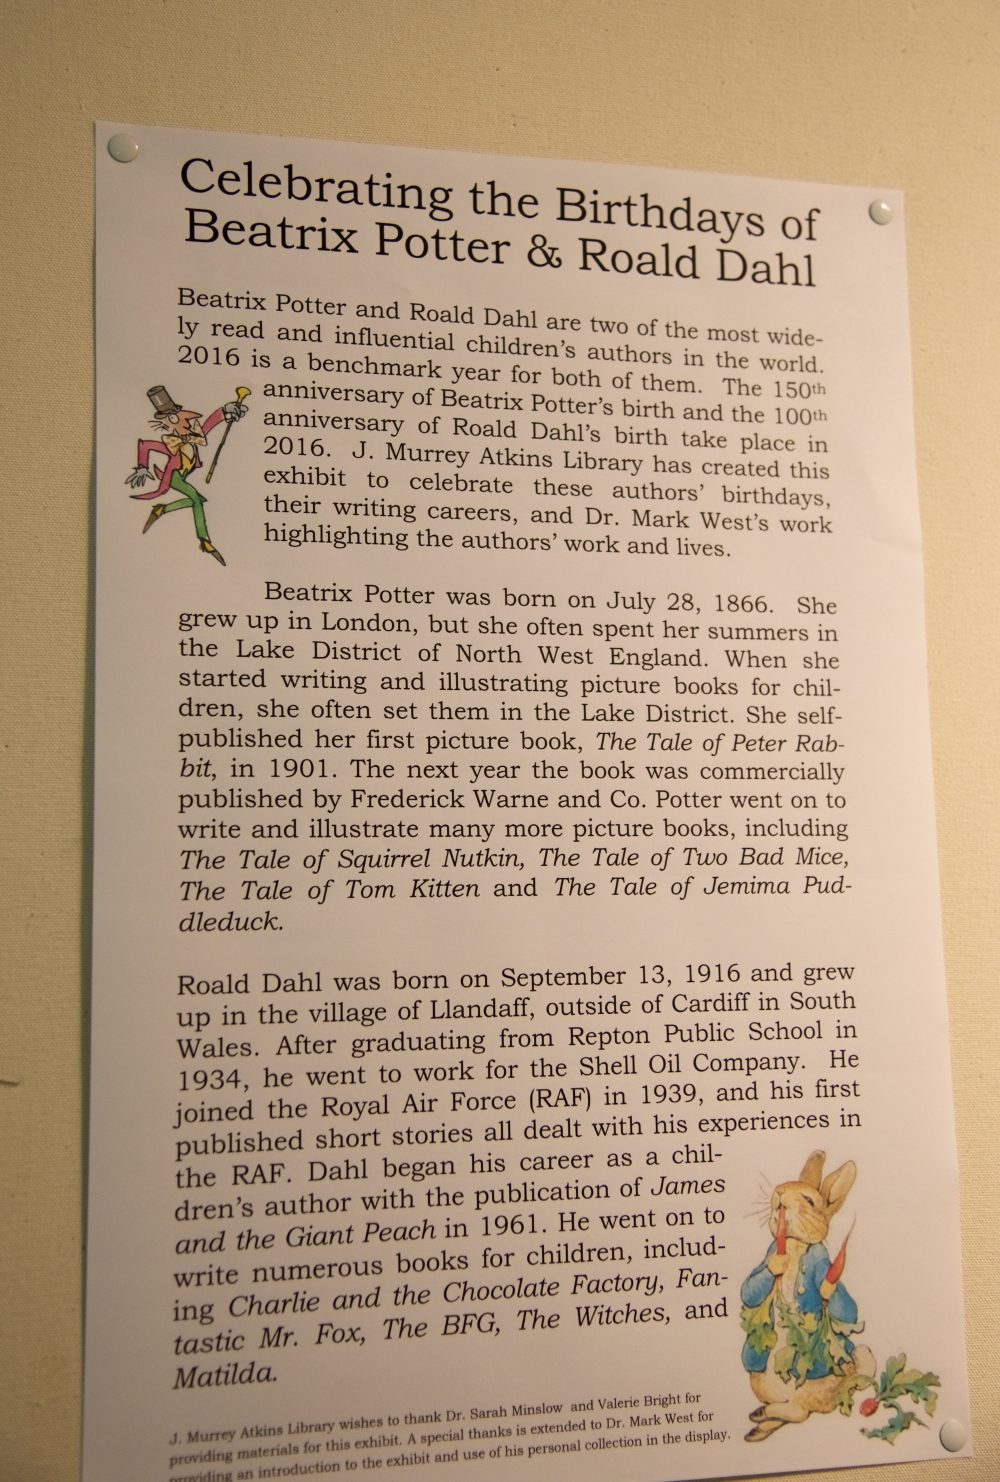 Celebrating the Birthdays of
Beatrix Potter & Roald Dahl
Beatrix Potter and Roald Dahl are two of the most wide-
ly read and influential children's authors in the world.
2016 is a benchmark year for both of them. The 150th
anniversary of Beatrix Potter's birth and the 100th
anniversary of Roald Dahl's birth take place in
2016. J. Murrey Atkins Library has created this
exhibit to celebrate these authors' birthdays,
their writing careers, and Dr. Mark West's work
highlighting the authors' work and lives.
Beatrix Potter was born on July 28, 1866. She
grew up in London, but she often spent her summers in
the Lake District of North West England. When she
started writing and illustrating picture books for chil-
dren, she often set them in the Lake District. She self-
published her first picture book, The Tale of Peter Rab-
bit, in 1901. The next year the book was commercially
published by Frederick Warne and Co. Potter went on to
write and illustrate many more picture books, including
The Tale of Squirrel Nutkin, The Tale of Two Bad Mice,
The Tale of Tom Kitten and The Tale of Jemima Pud-
dleduck.
Roald Dahl was born on September 13, 1916 and grew
up in the village of Llandaff, outside of Cardiff in South
Wales. After graduating from Repton Public School in
1934, he went to work for the Shell Oil Company. He
joined the Royal Air Force (RAF) in 1939, and his first
published short stories all dealt with his experiences in
the RAF. Dahl began his career as a chil-
dren's author with the publication of James
and the Giant Peach in 1961. He went on to
write numerous books for children, includ-
ing Charlie and the Chocolate Factory, Fan-
tastic Mr. Fox, The BFG, The Witches, and
Matilda.
J. Murrey Atkins Library wishes to thank Dr. Sarah Minslow and Valerie Bright for
providing materials for this exhibit. A special thanks is extended to Dr. Mark West for
providing an introduction to the exhibit and use of his personal collection in the display.